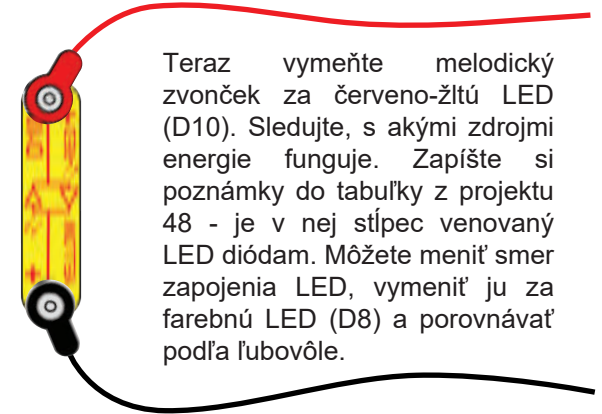 Teraz vymeňte melodický
zvonček za červeno-žltú LED
(D10). Sledujte, s akými zdrojmi
energie funguje. Zapíšte si
poznámky do tabuľky z projektu
48 - je v nej stĺpec venovaný
LED diódam. Môžete meniť smer
zapojenia LED, vymeniť ju za
farebnú LED (D8) a porovnávať
podľa ľubovôle.